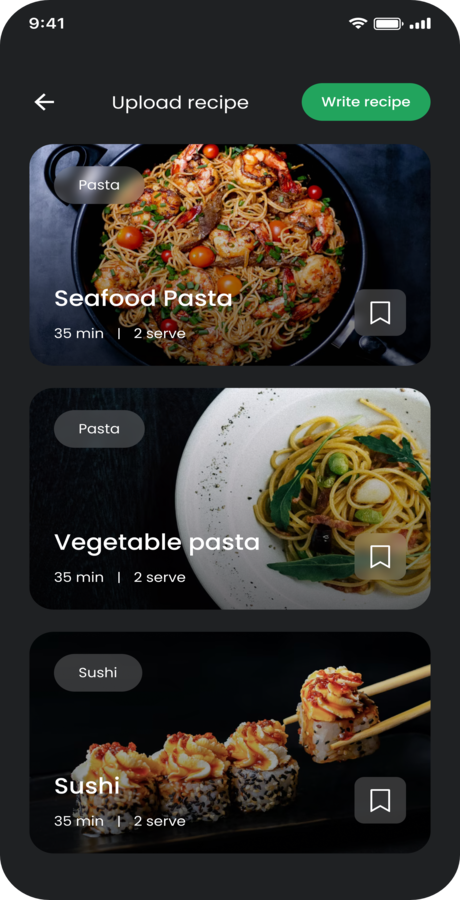 9:41
Upload recipe
Write recipe
Pasta
Seafood Pasta
35 min | 2 serve
Pasta
Vegetable pasta
35 min | 2 serve
Sushi
Sushi
35 min | 2 serve